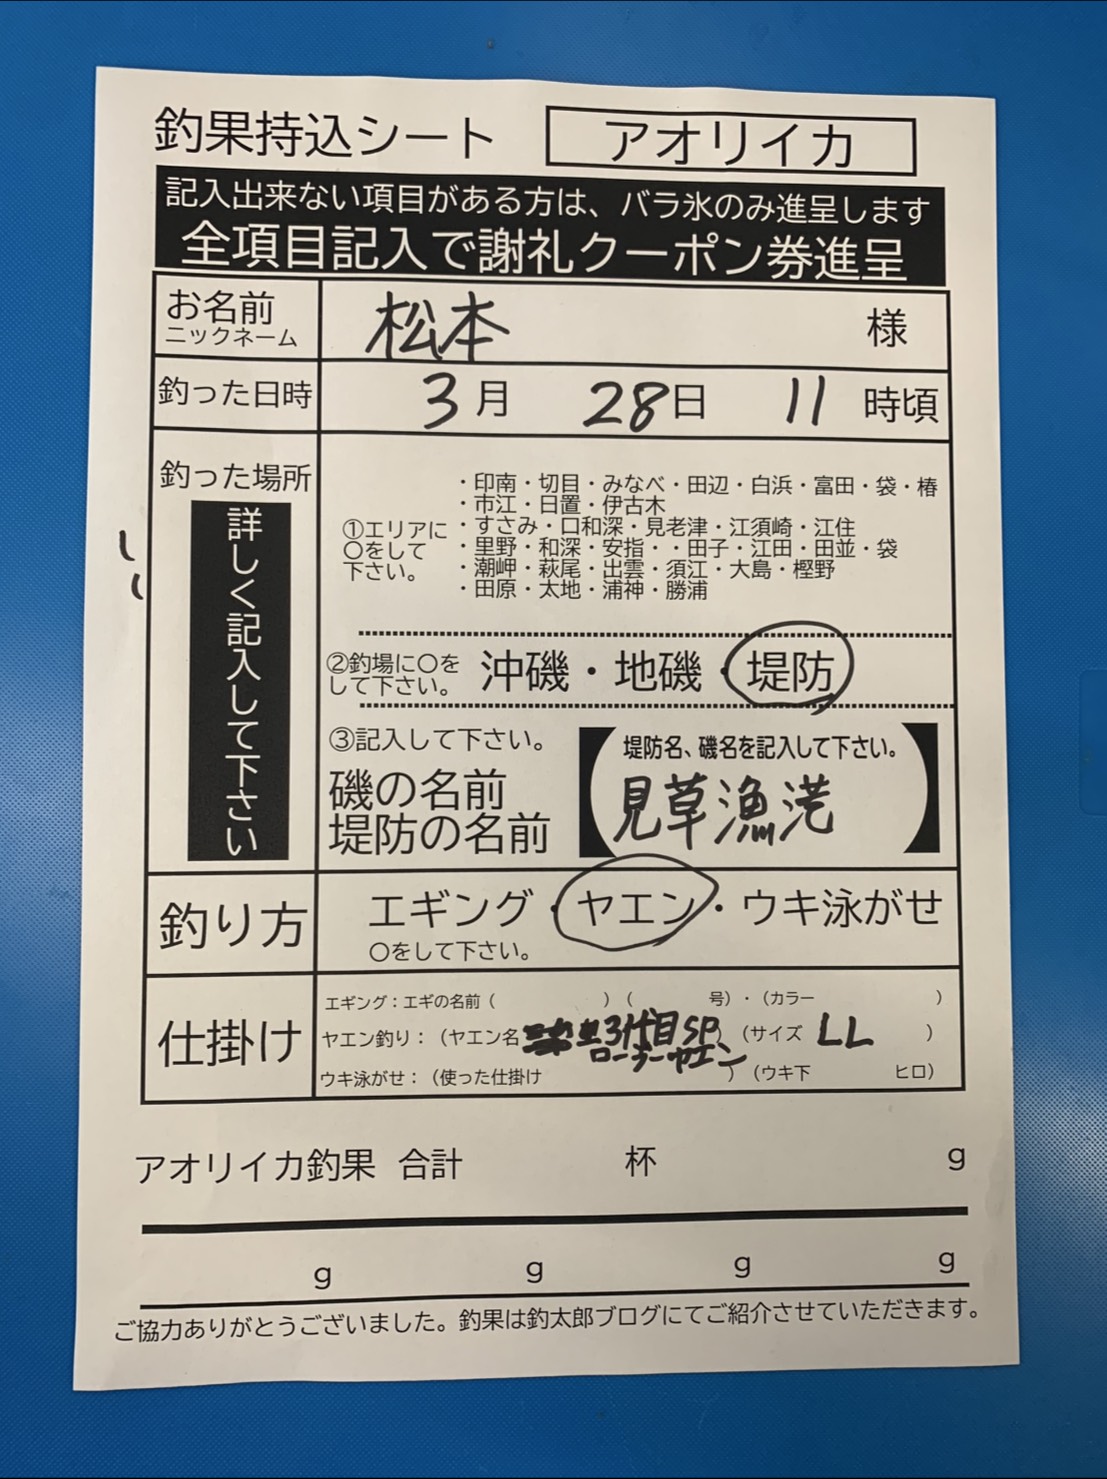 釣果持込シート アオリイカ
記入出来ない項目がある方は、バラ氷のみ進呈します
全項目記入で謝礼クーポン券進呈
お名前 松本 様
ニックネーム
釣った日時 3月 28日 11 時頃
釣った場所
詳しく記入して下さい
①エリアに
〇をして
下さい。
・印南・切目・みなべ・田辺・白浜・富田・袋・椿
・市江・日置・伊古木
・すさみ・口和深・見老津・江須崎・江住
・里野・和深・安指・・田子・江田・田並・袋
・潮岬・萩尾・出雲・須江・大島・樫野
・田原・太地・浦神・勝浦
②釣場に〇を
して下さい。
沖磯・地磯・堤防
③記入して下さい。
磯の名前
堤防の名前
堤防名、磯名を記入して下さい。
見草漁港
釣り方 エギング・ヤエン・ウキ泳がせ
〇をして下さい。
仕掛け
エギング：エギの名前（ ）（ 号）・（カラー ）
ヤエン釣り：（ヤエン名 3代目SP ）（サイズ LL ）
ローラーヤエン
ウキ泳がせ：（使った仕掛け ）（ウキ下 ヒロ）
アオリイカ釣果 合計 杯 g
g g g g
ご協力ありがとうございました。釣果は釣太郎ブログにてご紹介させていただきます。